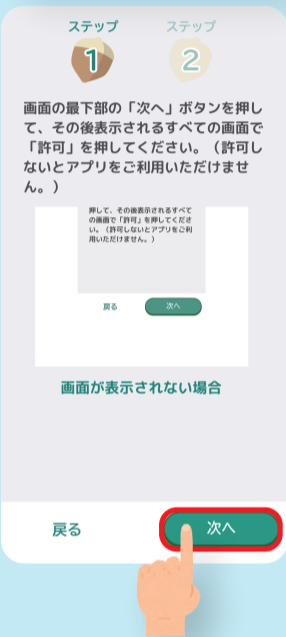 ステップ
ステップ
1
2
画面の最下部の「次へ」ボタンを押し
て、その後表示されるすべての画面で
「許可」を押してください。（許可し
ないとアプリをご利用いただけませ
ん。）
押して、その後表示されるすべて
の画面で「許可」を押してくださ
い。（許可しないとアプリをご利
用いただけません。）
戻る
次へ
画面が表示されない場合
戻る
次へ